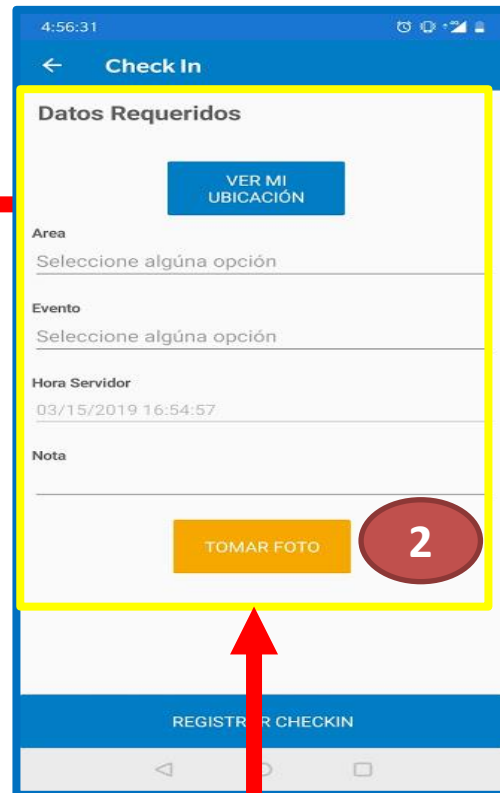 4:56:31
Check In
Datos Requeridos
VER MI
UBICACIÓN
Area
Seleccione algúna opción
Evento
Seleccione algúna opción
Hora Servidor
03/15/2019 16:54:57
Nota
TOMAR FOTO
2
REGISTRAR CHECKIN